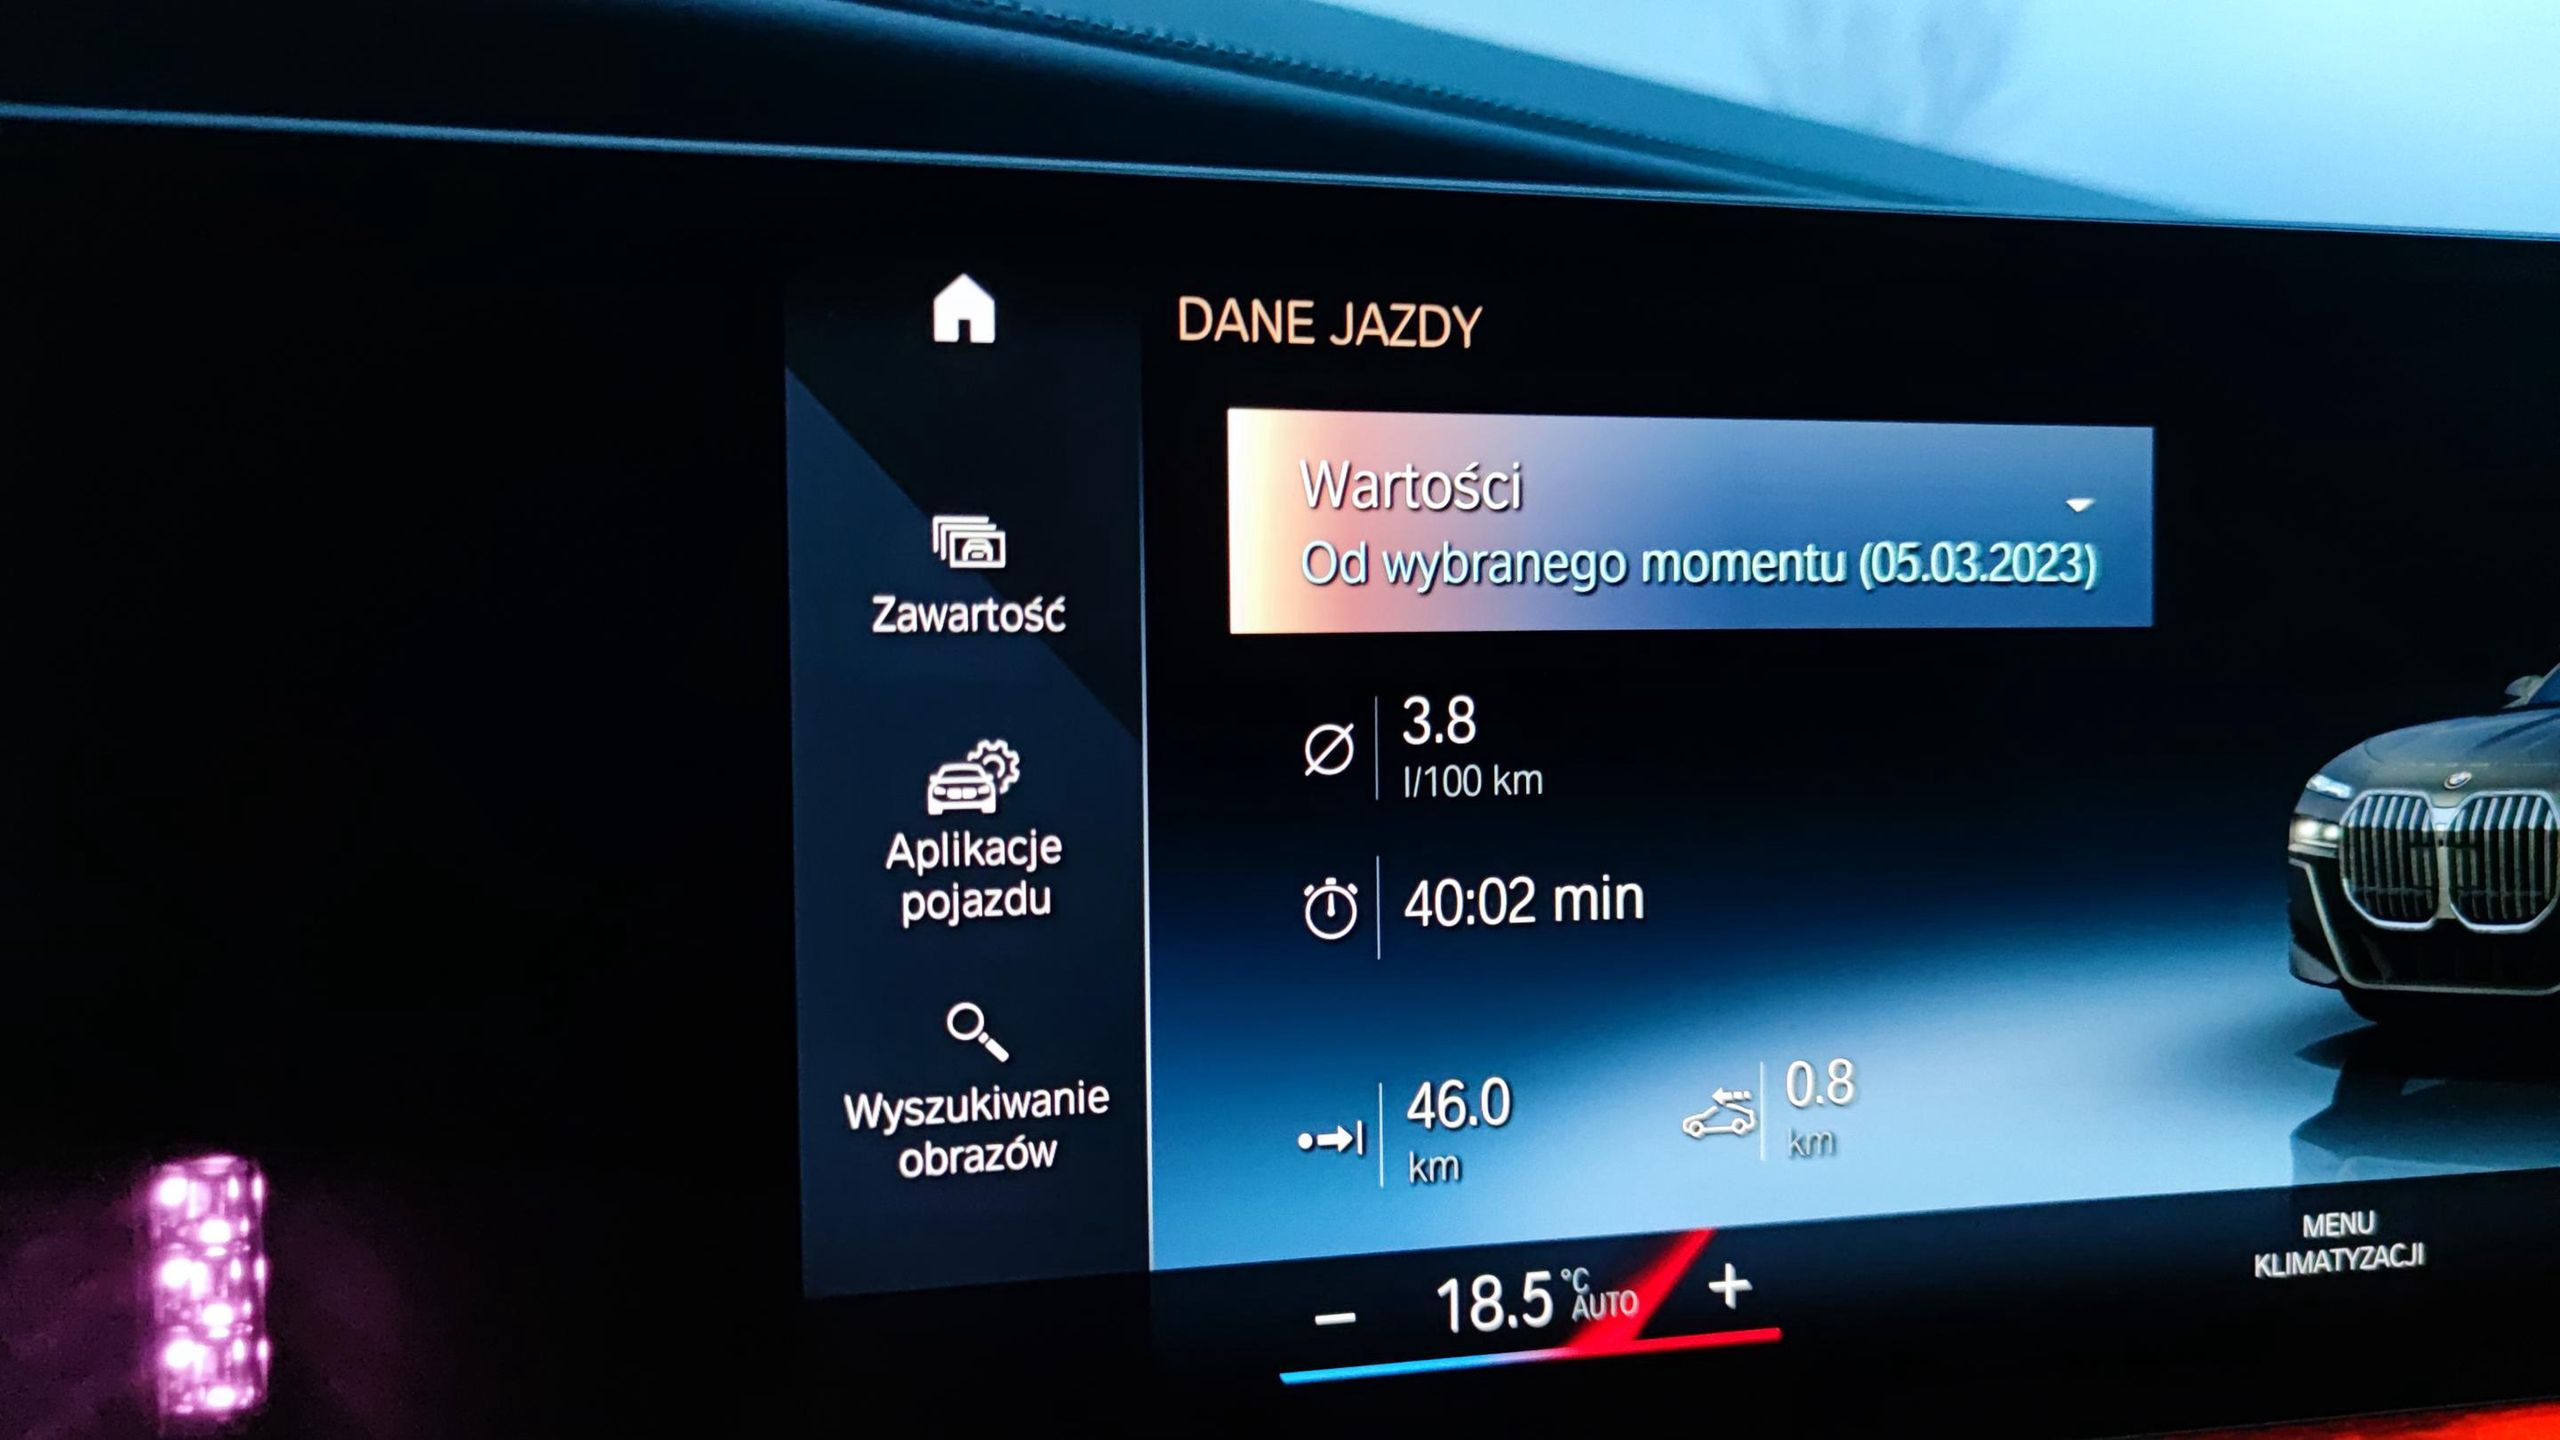 DANE JAZDY
Wartości
Od wybranego momentu (05.03.2023)
Zawartość
Aplikacje
pojazdu
Wyszukiwanie
obrazów
3.8
l/100 km
40:02 min
46.0
km
0.8
km
– 18.5 °C AUTO +
MENU
KLIMATYZACJI